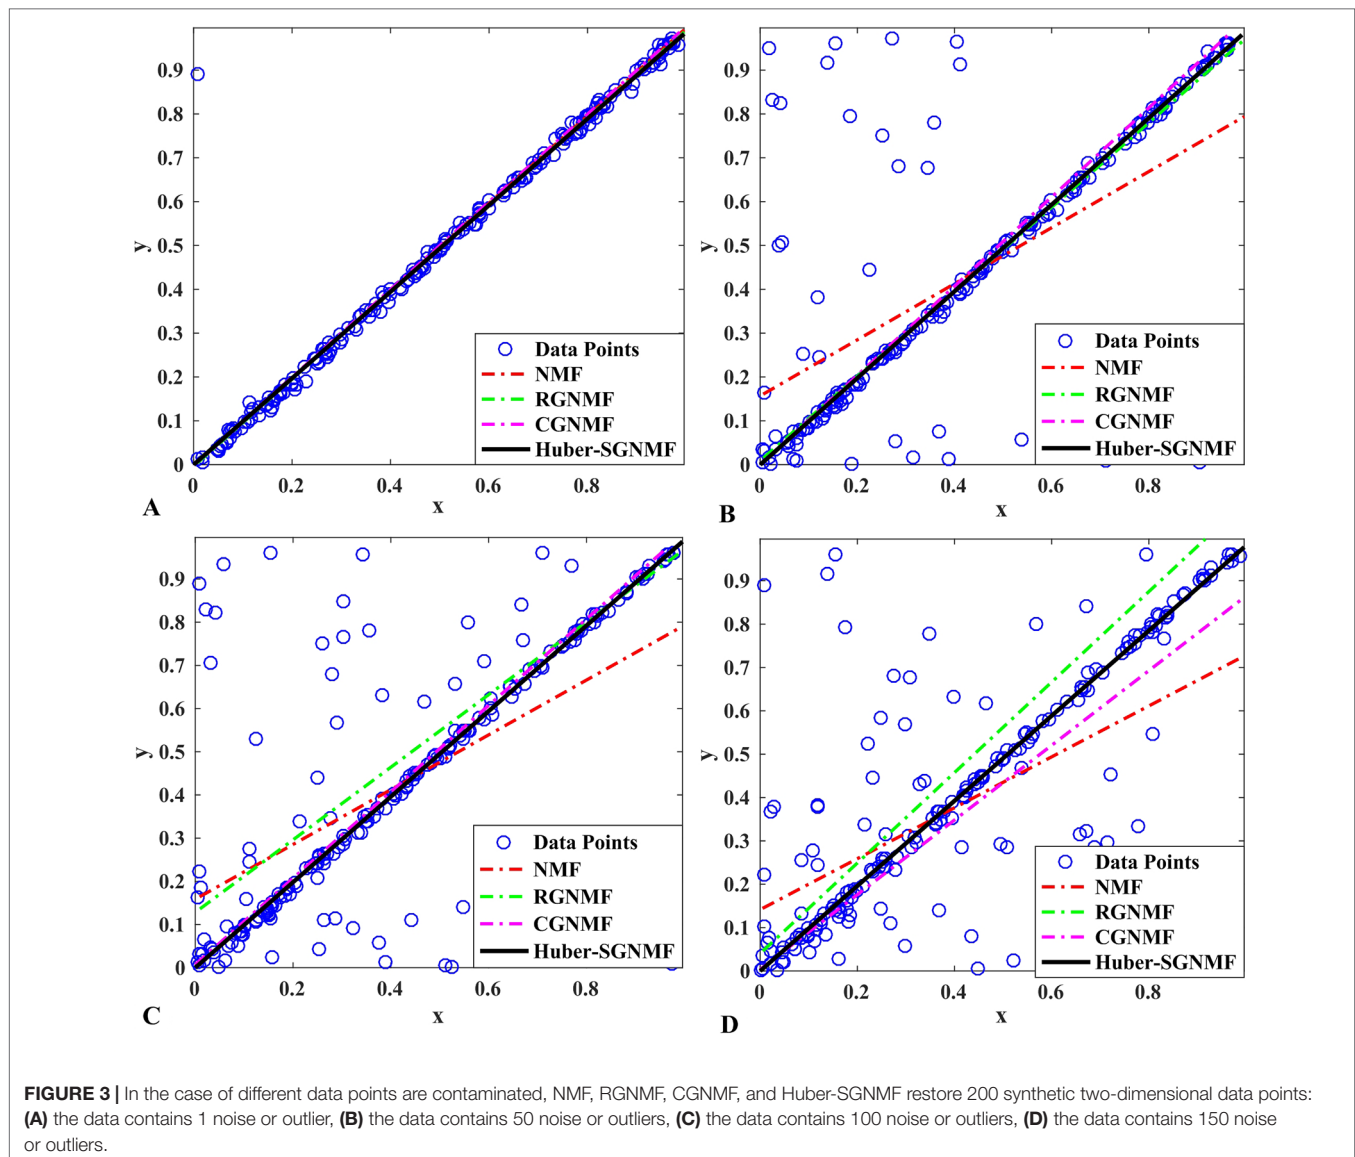 0.9
0.8
0.7
0.6
0.5
0.4
0.3
0.2
0.1
0
y
0 0.2 0.4 0.6 0.8
x
Data Points
NMF
RGNMF
CGNMF
Huber-SGNMF
A
0.9
0.8
0.7
0.6
0.5
0.4
0.3
0.2
0.1
0
y
0 0.2 0.4 0.6 0.8
x
Data Points
NMF
RGNMF
CGNMF
Huber-SGNMF
B
0.9
0.8
0.7
0.6
0.5
0.4
0.3
0.2
0.1
0
y
0 0.2 0.4 0.6 0.8
x
Data Points
NMF
RGNMF
CGNMF
Huber-SGNMF
C
0.9
0.8
0.7
0.6
0.5
0.4
0.3
0.2
0.1
0
y
0 0.2 0.4 0.6 0.8
x
Data Points
NMF
RGNMF
CGNMF
Huber-SGNMF
D
FIGURE 3 | In the case of different data points are contaminated, NMF, RGNMF, CGNMF, and Huber-SGNMF restore 200 synthetic two-dimensional data points:
(A) the data contains 1 noise or outlier, (B) the data contains 50 noise or outliers, (C) the data contains 100 noise or outliers, (D) the data contains 150 noise
or outliers.